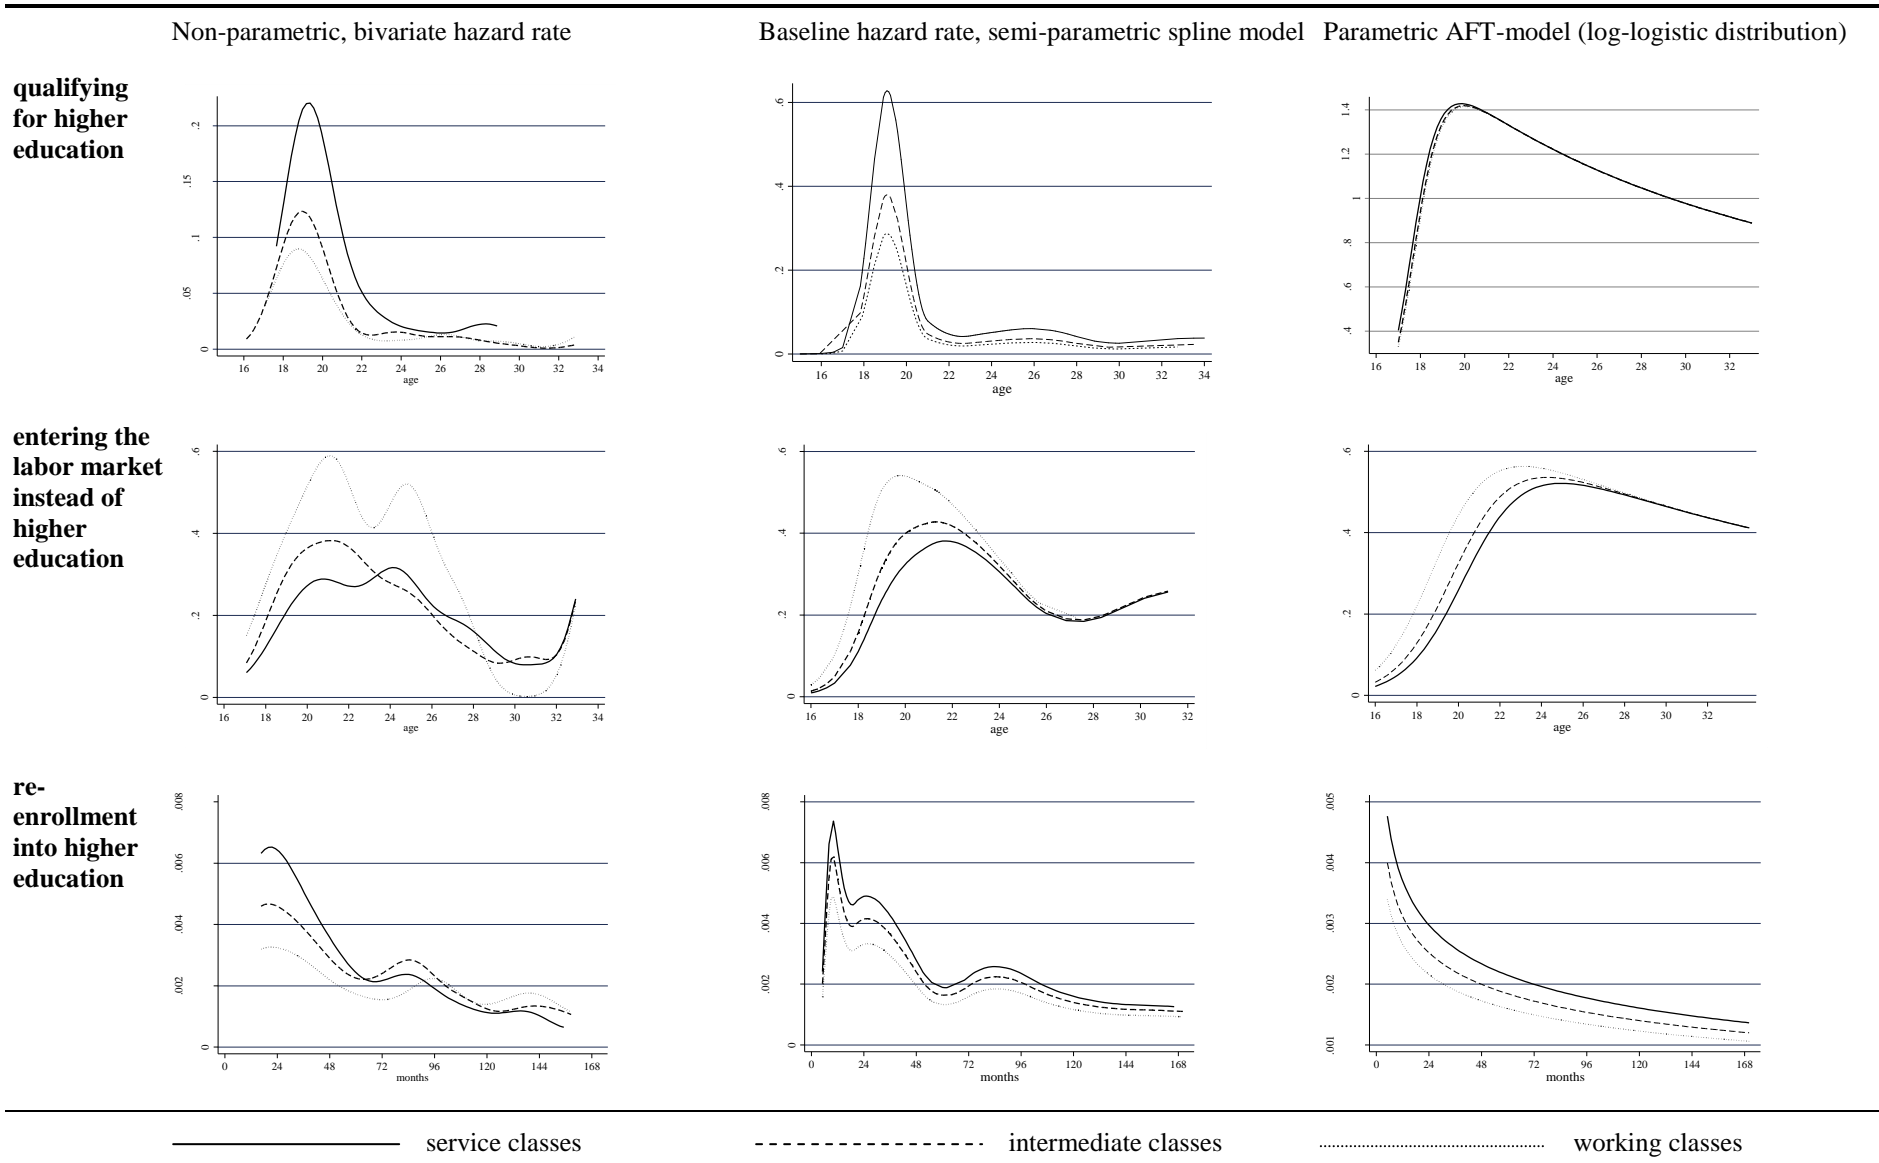 Non-parametric, bivariate hazard rate
Baseline hazard rate, semi-parametric spline model
Parametric AFT-model (log-logistic distribution)
qualifying
for higher
education
.2
.15
.1
.05
0
16 18 20 22 24 26 28 30 32 34
age
.6
.4
.2
0
16 18 20 22 24 26 28 30 32 34
age
1.4
1.2
1
.8
.6
.4
16 18 20 22 24 26 28 30 32
age
entering the
labor market
instead of
higher
education
.6
.4
.2
0
16 18 20 22 24 26 28 30 32 34
age
.6
.4
.2
0
16 18 20 22 24 26 28 30 32
age
.6
.4
.2
0
16 18 20 22 24 26 28 30 32
age
re-
enrollment
into higher
education
.008
.006
.004
.002
0
0 24 48 72 96 120 144 168
months
.008
.006
.004
.002
0
0 24 48 72 96 120 144 168
months
.005
.004
.003
.002
.001
0 24 48 72 96 120 144 168
months
service classes
intermediate classes
working classes